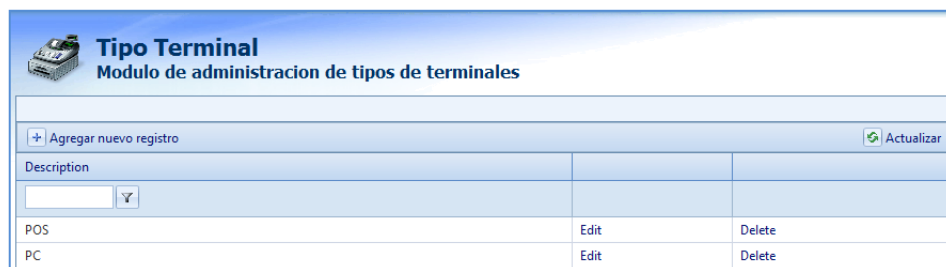 Tipo Terminal
Modulo de administracion de tipos de terminales
Agregar nuevo registro Actualizar
Description
POS Edit Delete
PC Edit Delete